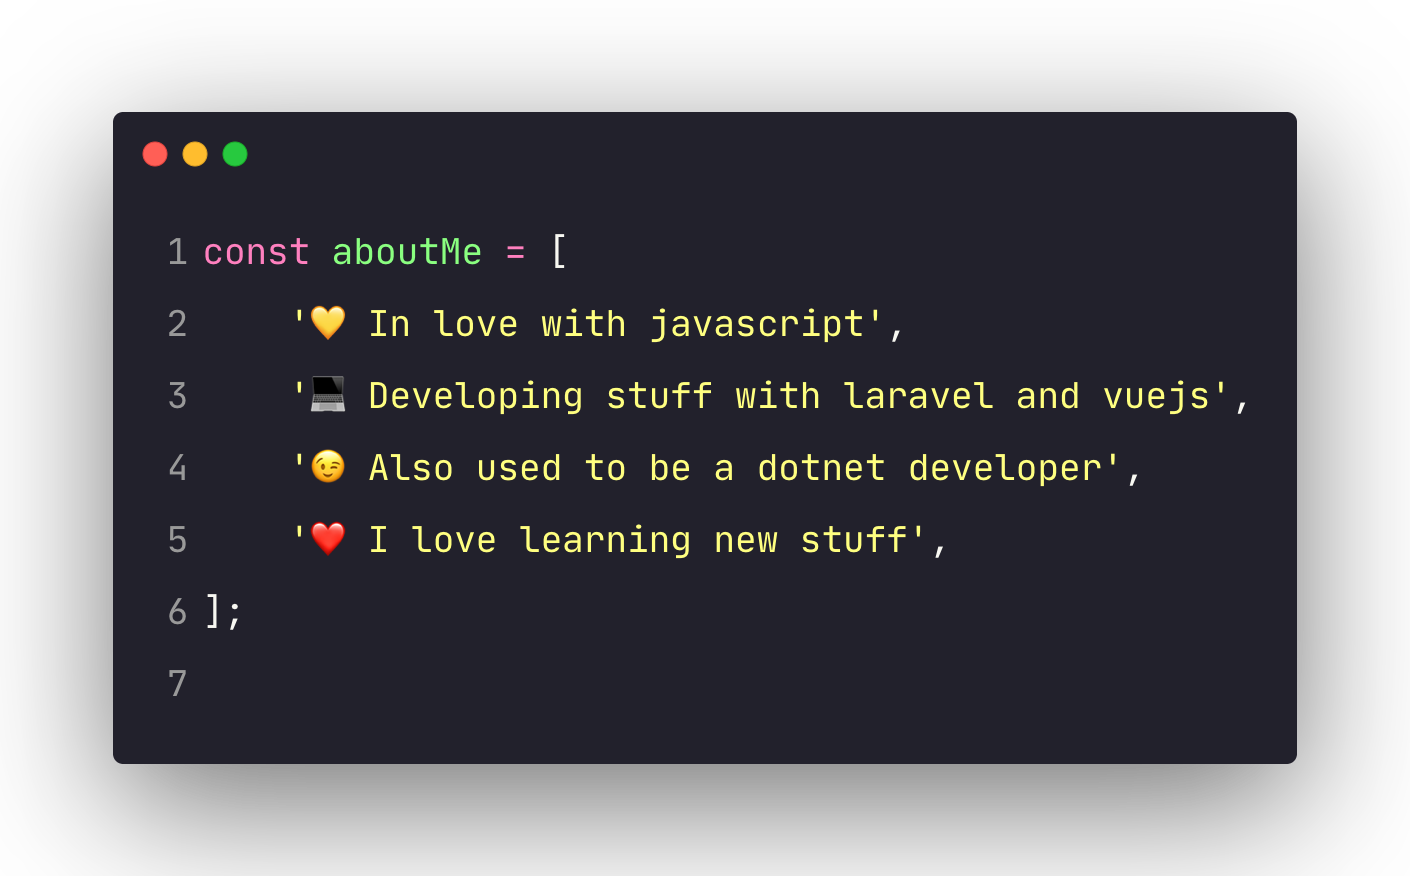 1 const aboutMe = [
2     '💛 In love with javascript',
3     '💻 Developing stuff with laravel and vuejs',
4     '😉 Also used to be a dotnet developer',
5     '❤️ I love learning new stuff',
6 ];
7